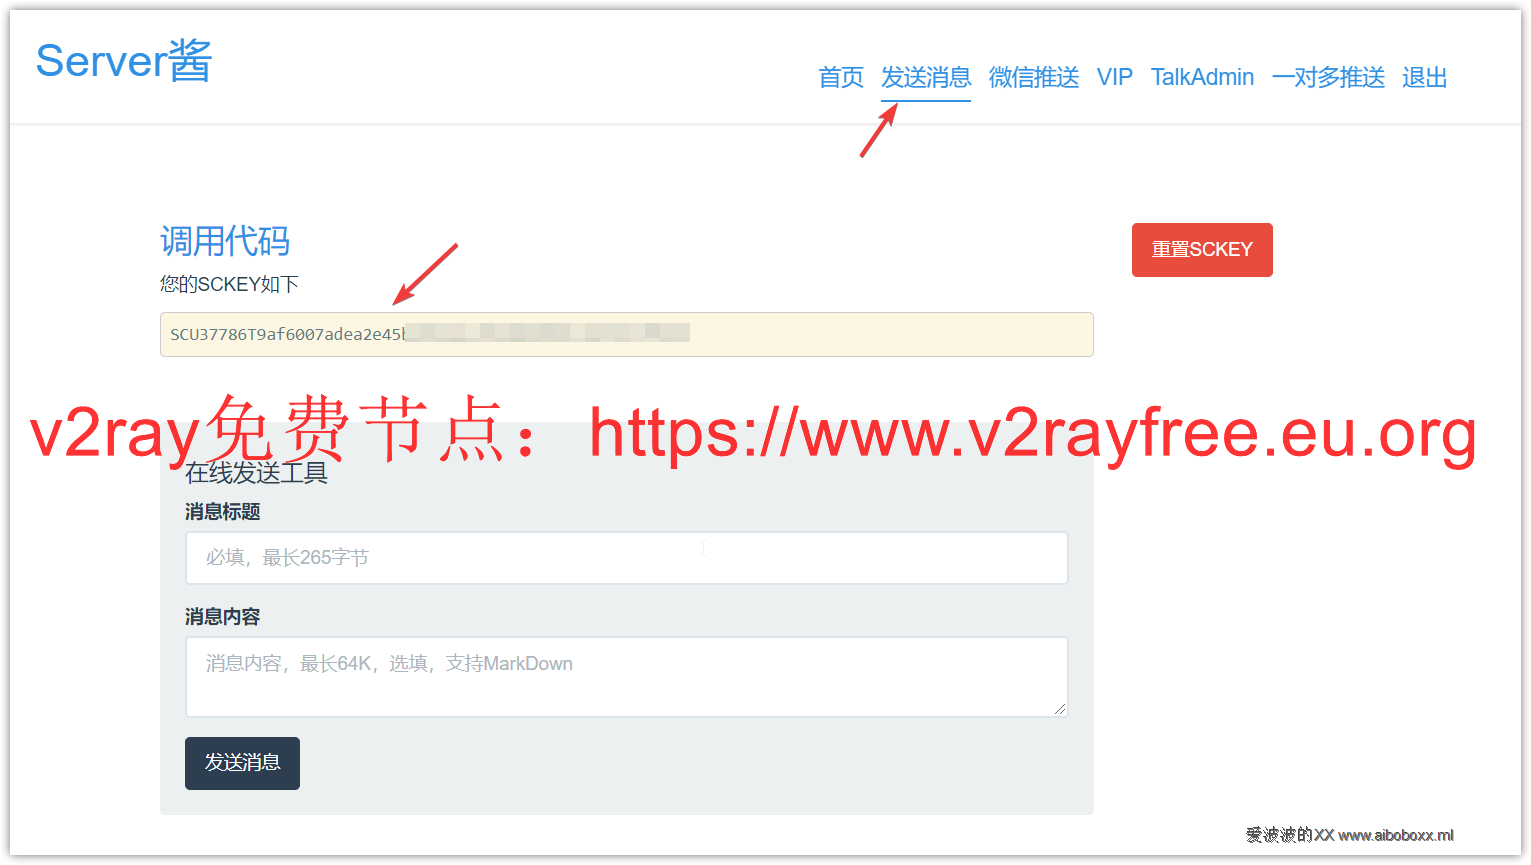 Server酱
首页 发送消息 微信推送 VIP TalkAdmin 一对多推送 退出
调用代码
重置SCKEY
您的SCKEY如下
SCU37786T9af6007adea2e45b
v2ray免费节点：https://www.v2rayfree.eu.org
在线发送工具
消息标题
必填，最长265字节
消息内容
消息内容，最长64K，选填，支持MarkDown
发送消息
爱波波的XX www.aiboboxx.ml